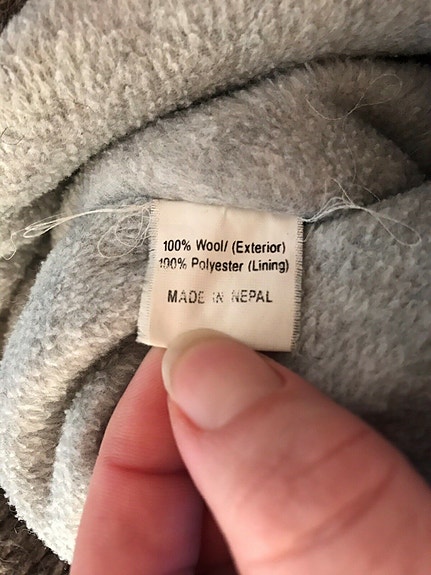 100% Wool/ (Exterior)
100% Polyester (Lining)
MADE IN NEPAL